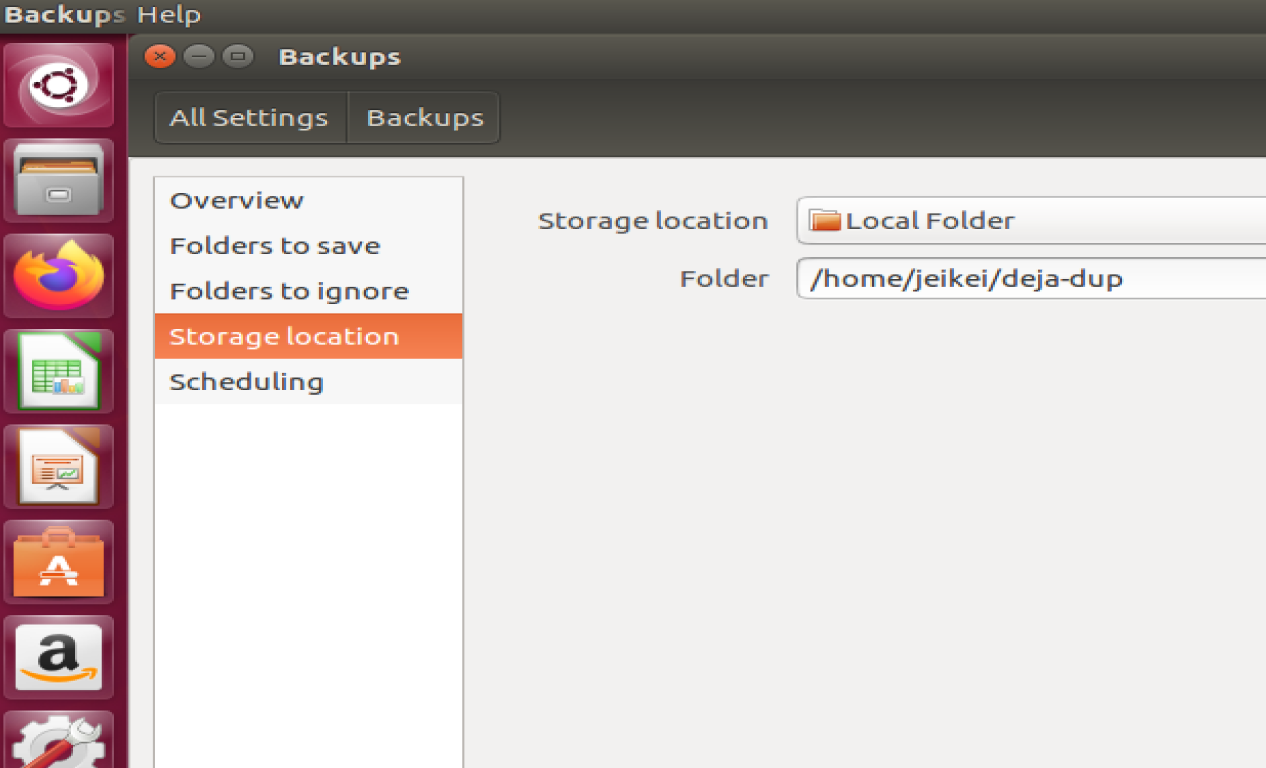 Backups Help
Backups
All Settings Backups
Overview
Folders to save
Folders to ignore
Storage location
Scheduling
Storage location Local Folder
Folder /home/jeikei/deja-dup
A
a